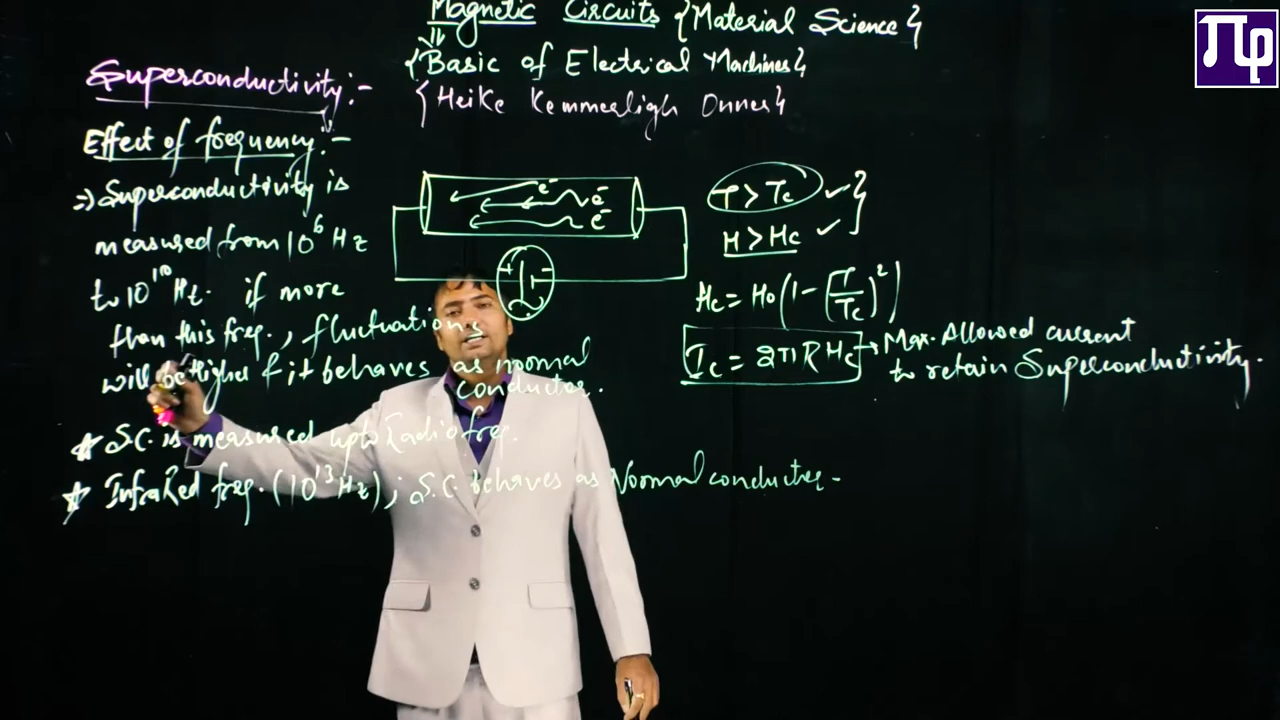 Magnetic Circuits {Material Science}
{Basic of Electrical Machines}
{Heike Kemmerligh Onnes}
Superconductivity:-
Effect of frequency:-
=) Superconductivity is
measured from 10^6 Hz
to 10^10 Hz. if more
than this freq., fluctuations
will be higher & it behaves as normal
conductor.
* S.C. is measured upto Radio freq.
* InfraRed freq. (10^13 Hz); S.C. behaves as Normal conductor-
e-
e-
e-
+ -
T > Tc ✓ }
H > Hc ✓
Hc = H0 (1 - (T/Tc)^2)
Ic = 2πRHc → Max. Allowed current
to retain Superconductivity.
πφ